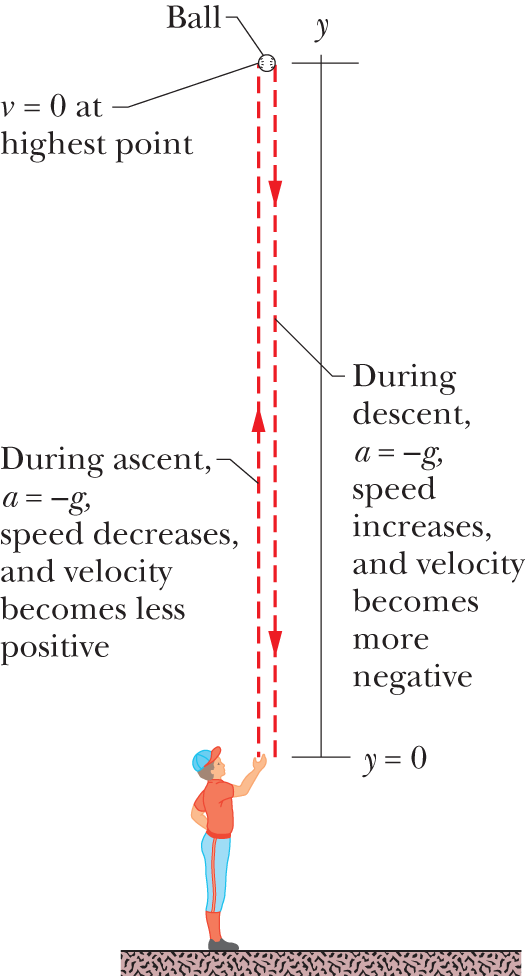 Ball
y
v = 0 at
highest point
During ascent,
a = −g,
speed decreases,
and velocity
becomes less
positive
During
descent,
a = −g,
speed
increases,
and velocity
becomes
more
negative
y = 0